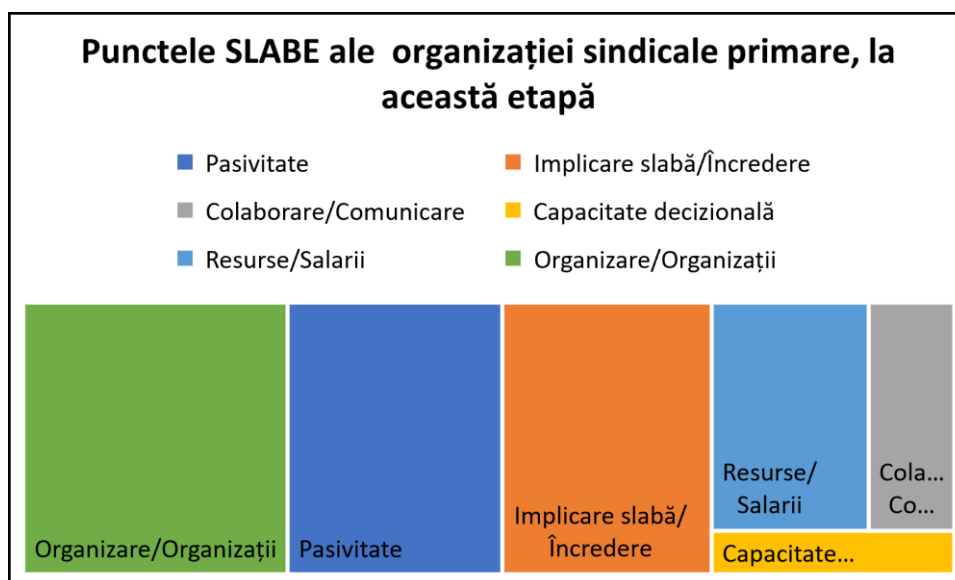 Punctele SLABE ale organizației sindicale primare, la
această etapă
Pasivitate
Implicare slabă/Încredere
Colaborare/Comunicare
Capacitate decizională
Resurse/Salarii
Organizare/Organizații
Organizare/Organizații
Pasivitate
Implicare slabă/
Încredere
Resurse/
Salarii
Cola...
Co...
Capacitate...